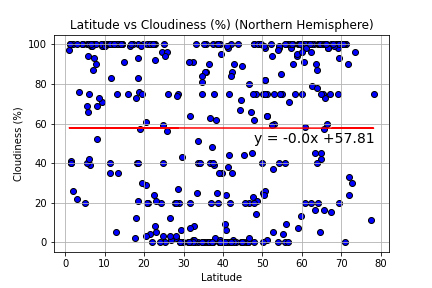 Latitude vs Cloudiness (%) (Northern Hemisphere)
100
80
60
40
20
0
Cloudiness (%)
y = -0.0x +57.81
0 10 20 30 40 50 60 70 80
Latitude